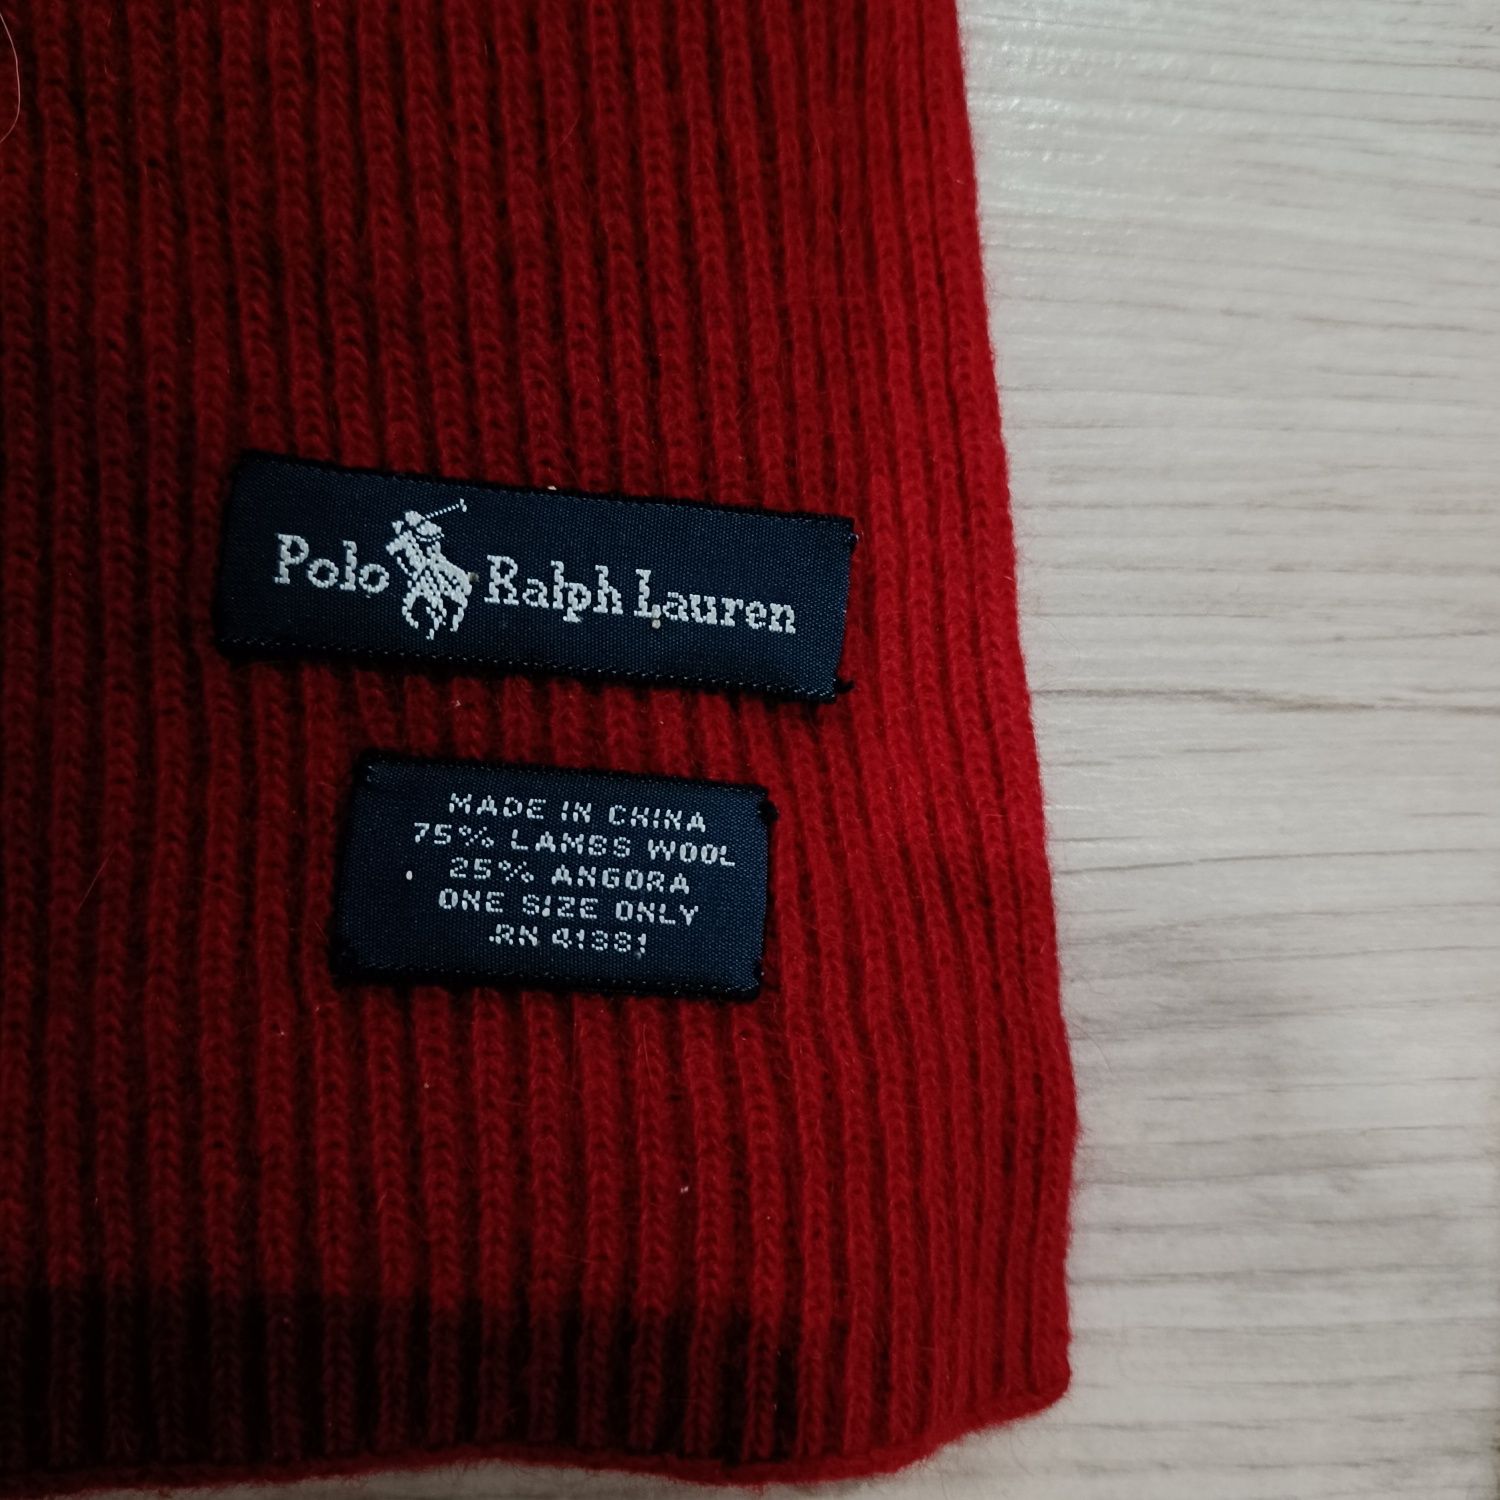 Polo Ralph Lauren
MADE IN CHINA
75% LAMBS WOOL
25% ANGORA
ONE SIZE ONLY
RN 41381